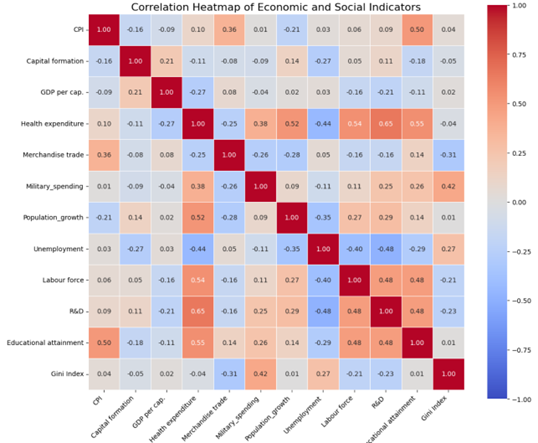 Correlation Heatmap of Economic and Social Indicators
CPI 1.00 -0.16 -0.09 0.10 0.36 0.01 -0.21 0.03 0.06 0.09 0.50 0.04
Capital formation -0.16 1.00 0.21 -0.11 -0.08 -0.09 0.14 -0.27 0.05 0.11 -0.18 -0.05
GDP per cap. -0.09 0.21 1.00 -0.27 0.08 -0.04 0.02 0.03 -0.16 -0.21 -0.11 0.02
Health expenditure 0.10 -0.11 -0.27 1.00 -0.25 0.38 0.52 -0.44 0.54 0.65 0.55 -0.04
Merchandise trade 0.36 -0.08 0.08 -0.25 1.00 -0.26 -0.28 0.05 -0.16 -0.16 0.14 -0.31
Military_spending 0.01 -0.09 -0.04 0.38 -0.26 1.00 0.09 -0.11 0.11 0.25 0.26 0.42
Population_growth -0.21 0.14 0.02 0.52 -0.28 0.09 1.00 -0.35 0.27 0.29 0.14 0.01
Unemployment 0.03 -0.27 0.03 -0.44 0.05 -0.11 -0.35 1.00 -0.40 -0.48 -0.29 0.27
Labour force 0.06 0.05 -0.16 0.54 -0.16 0.11 0.27 -0.40 1.00 0.48 0.48 -0.21
R&D 0.09 0.11 -0.21 0.65 -0.16 0.25 0.29 -0.48 0.48 1.00 0.48 -0.23
Educational attainment 0.50 -0.18 -0.11 0.55 0.14 0.26 0.14 -0.29 0.48 0.48 1.00 0.01
Gini Index 0.04 -0.05 0.02 -0.04 -0.31 0.42 0.01 0.27 -0.21 -0.23 0.01 1.00
CPI
Capital formation
GDP per cap.
Health expenditure
Merchandise trade
Military_spending
Population_growth
Unemployment
Labour force
R&D
cational attainment
Gini Index
1.00
0.75
0.50
0.25
0.00
−0.25
−0.50
−0.75
−1.00